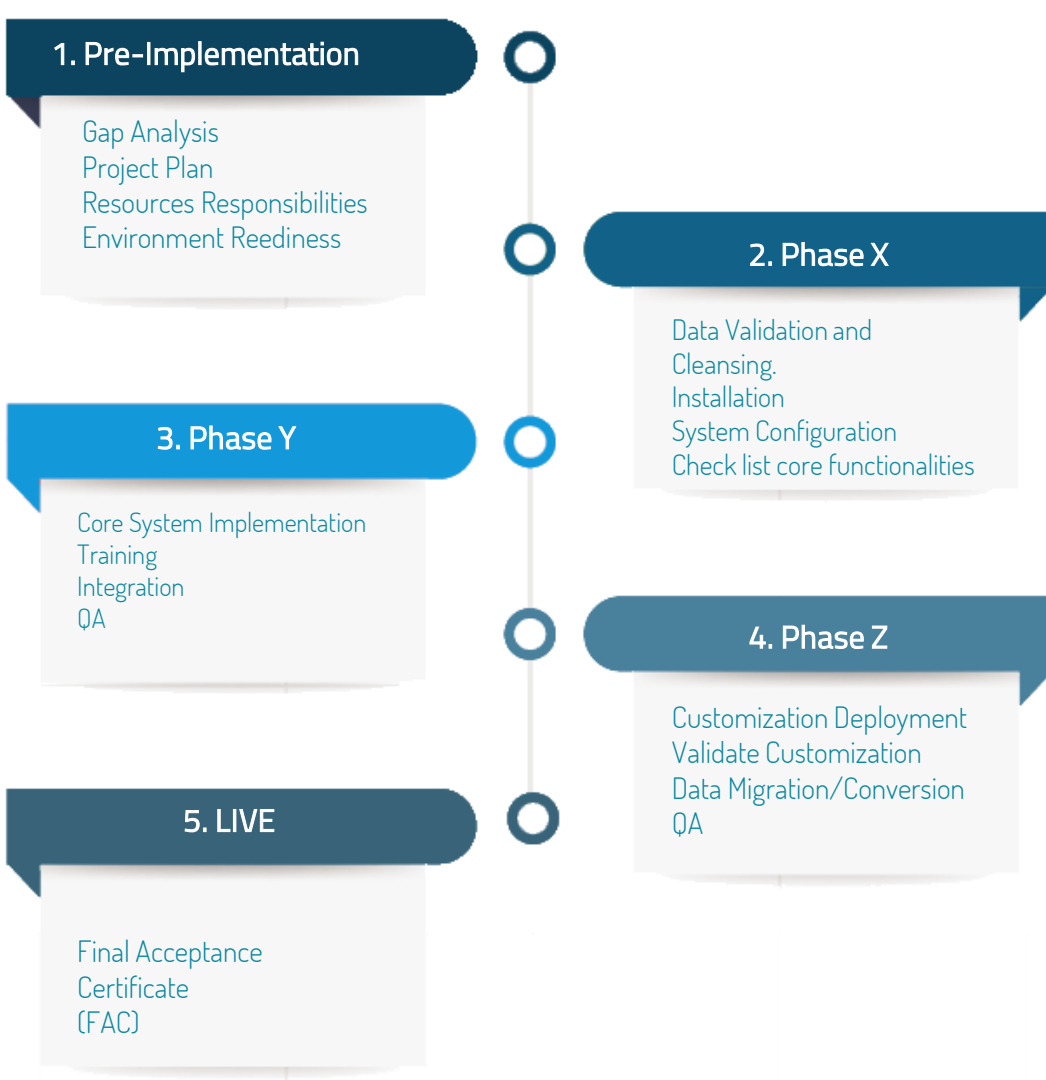 1. Pre-Implementation
Gap Analysis
Project Plan
Resources Responsibilities
Environment Reediness
2. Phase X
Data Validation and
Cleansing.
Installation
System Configuration
Check list core functionalities
3. Phase Y
Core System Implementation
Training
Integration
QA
4. Phase Z
Customization Deployment
Validate Customization
Data Migration/Conversion
QA
5. LIVE
Final Acceptance
Certificate
(FAC)